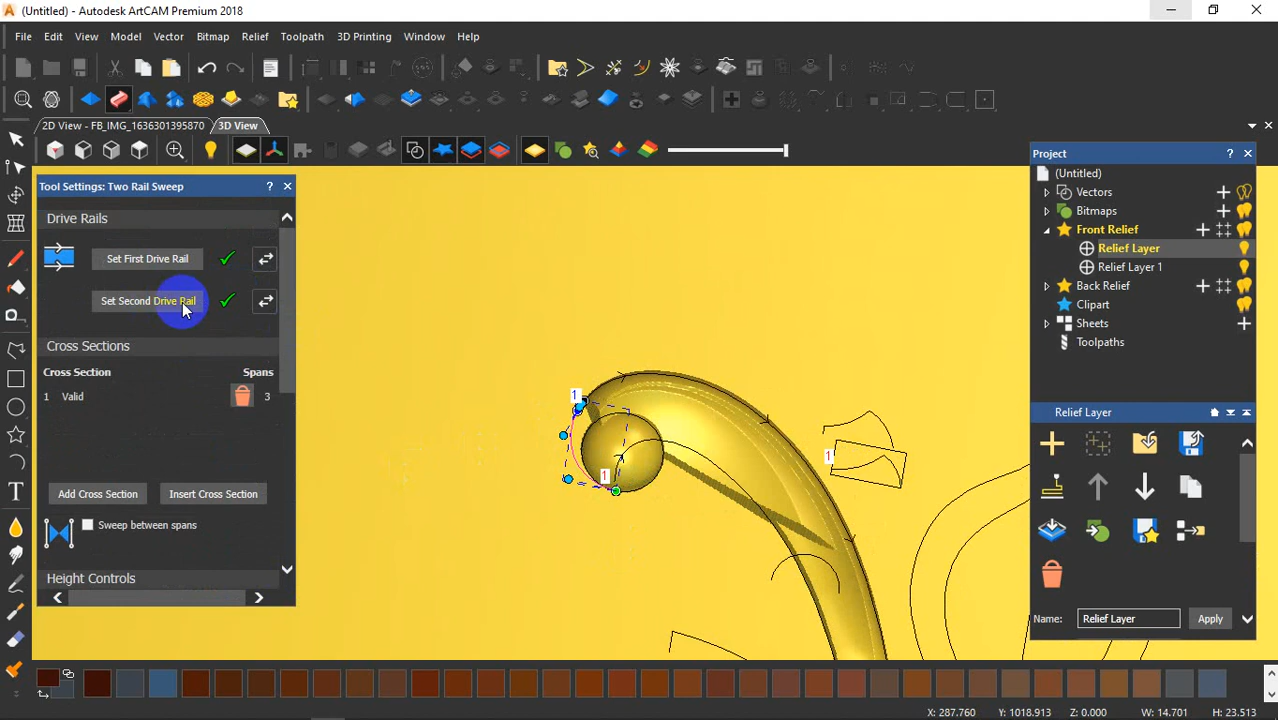 (Untitled) - Autodesk ArtCAM Premium 2018
File Edit View Model Vector Bitmap Relief Toolpath 3D Printing Window Help
2D View - FB_IMG_1636301395870 3D View
Tool Settings: Two Rail Sweep ?
Drive Rails
Set First Drive Rail
Set Second Drive Rail
Cross Sections
Cross Section Spans
1 Valid 3
Add Cross Section Insert Cross Section
Sweep between spans
Height Controls
1
1
1
Project ?
(Untitled)
Vectors
Bitmaps
Front Relief
Relief Layer
Relief Layer 1
Back Relief
Clipart
Sheets
Toolpaths
Relief Layer
Name: Relief Layer Apply
X: 287.760 Y: 1018.913 Z: 0.000 W: 14.701 H: 23.513